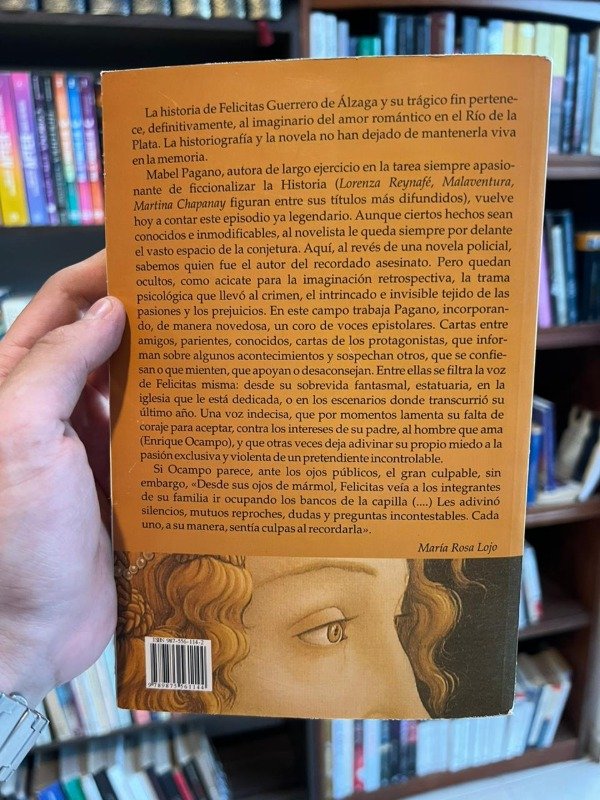 La historia de Felicitas Guerrero de Álzaga y su trágico fin pertene-
ce, definitivamente, al imaginario del amor romántico en el Río de la
Plata. La historiografía y la novela no han dejado de mantenerla viva
en la memoria.
Mabel Pagano, autora de largo ejercicio en la tarea siempre apasio-
nante de ficcionalizar la Historia (Lorenza Reynafé, Malaventura,
Martina Chapanay figuran entre sus títulos más difundidos), vuelve
hoy a contar este episodio ya legendario. Aunque ciertos hechos sean
conocidos e inmodificables, al novelista le queda siempre por delante
el vasto espacio de la conjetura. Aquí, al revés de una novela policial,
sabemos quien fue el autor del recordado asesinato. Pero quedan
ocultos, como acicate para la imaginación retrospectiva, la trama
psicológica que llevó al crimen, el intrincado e invisible tejido de las
pasiones y los prejuicios. En este campo trabaja Pagano, incorporan-
do, de manera novedosa, un coro de voces epistolares. Cartas entre
amigos, parientes, conocidos, cartas de los protagonistas, que infor-
man sobre algunos acontecimientos y sospechan otros, que se confie-
san o que mienten, que apoyan o desaconsejan. Entre ellas se filtra la voz
de Felicitas misma: desde su sobrevida fantasmal, estatuaria, en la
iglesia que le está dedicada, o en los escenarios donde transcurrió su
último año. Una voz indecisa, que por momentos lamenta su falta de
coraje para aceptar, contra los intereses de su padre, al hombre que ama
(Enrique Ocampo), y que otras veces deja adivinar su propio miedo a la
pasión exclusiva y violenta de un pretendiente incontrolable.
Si Ocampo parece, ante los ojos públicos, el gran culpable, sin
embargo, «Desde sus ojos de mármol, Felicitas veía a los integrantes
de su familia ir ocupando los bancos de la capilla (....) Les adivinó
silencios, mutuos reproches, dudas y preguntas incontestables. Cada
uno, a su manera, sentía culpas al recordarla».
María Rosa Lojo
ISBN 987-556-114-2
9 789875 561144